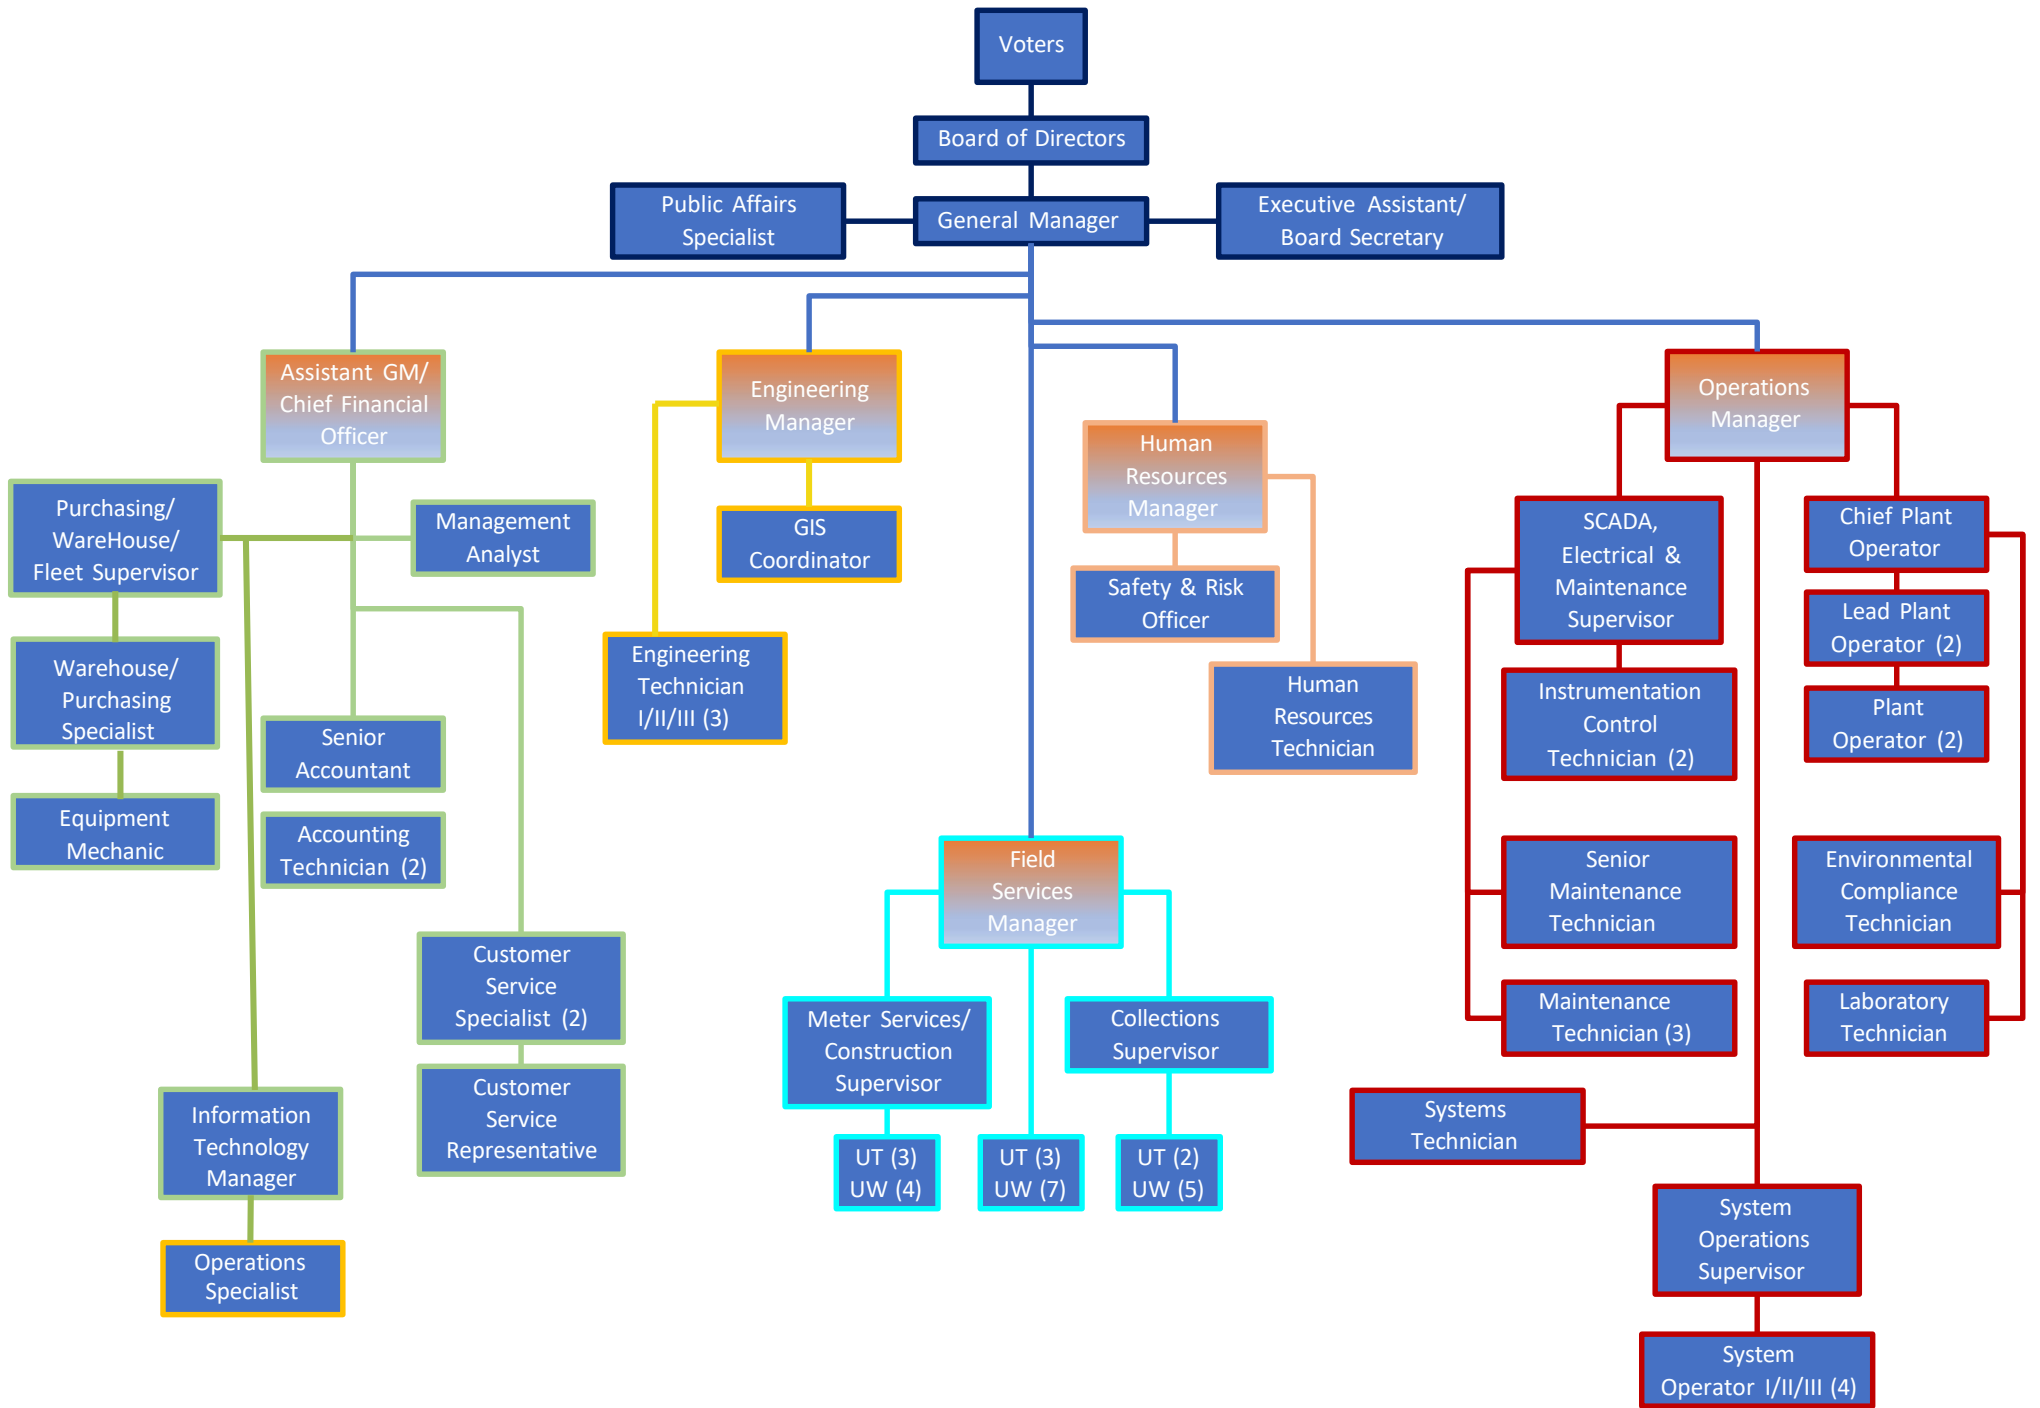 Voters
Board of Directors
Public Affairs
Specialist
General Manager
Executive Assistant/
Board Secretary
Assistant GM/
Chief Financial
Officer
Engineering
Manager
Human
Resources
Manager
Operations
Manager
Purchasing/
WareHouse/
Fleet Supervisor
Management
Analyst
GIS
Coordinator
Safety & Risk
Officer
SCADA,
Electrical &
Maintenance
Supervisor
Chief Plant
Operator
Lead Plant
Operator (2)
Warehouse/
Purchasing
Specialist
Senior
Accountant
Engineering
Technician
I/II/III (3)
Human
Resources
Technician
Instrumentation
Control
Technician (2)
Plant
Operator (2)
Equipment
Mechanic
Accounting
Technician (2)
Field
Services
Manager
Senior
Maintenance
Technician
Environmental
Compliance
Technician
Customer
Service
Specialist (2)
Meter Services/
Construction
Supervisor
Collections
Supervisor
Maintenance
Technician (3)
Laboratory
Technician
Customer
Service
Representative
Information
Technology
Manager
UT (3)
UW (4)
UT (3)
UW (7)
UT (2)
UW (5)
Systems
Technician
System
Operations
Supervisor
Operations
Specialist
System
Operator I/II/III (4)